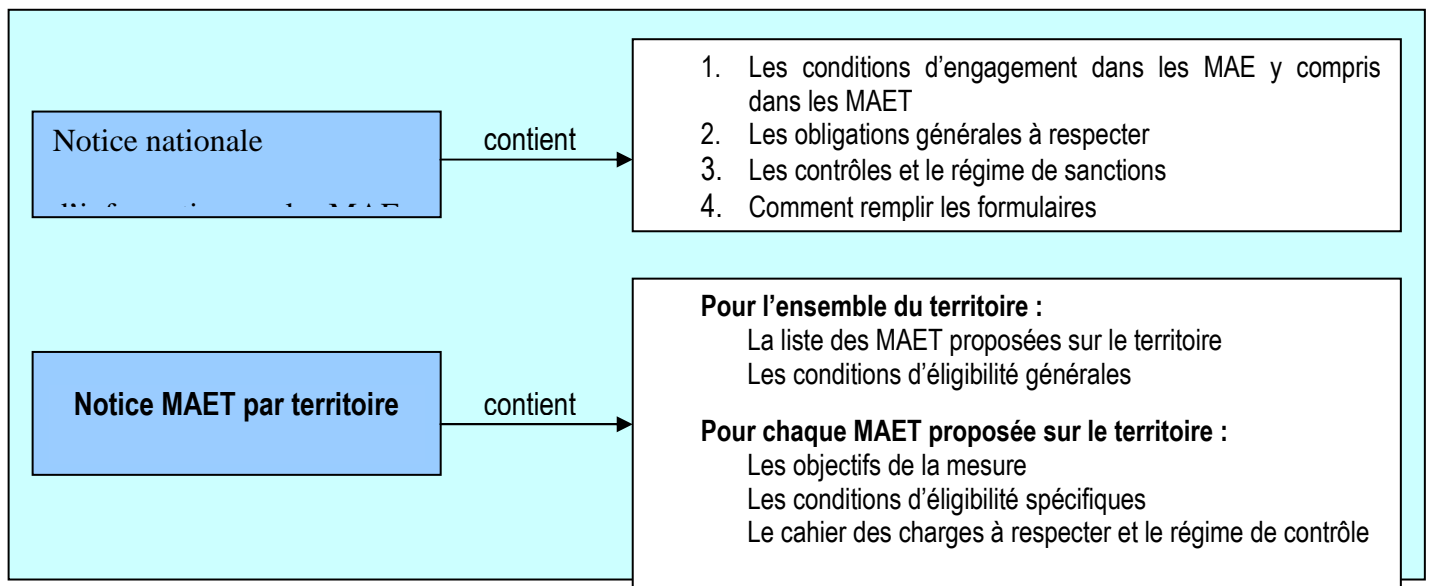 Notice nationale
contient
1. Les conditions d'engagement dans les MAE y compris
dans les MAET
2. Les obligations générales à respecter
3. Les contrôles et le régime de sanctions
4. Comment remplir les formulaires
Notice MAET par territoire
contient
Pour l'ensemble du territoire :
La liste des MAET proposées sur le territoire
Les conditions d'éligibilité générales
Pour chaque MAET proposée sur le territoire :
Les objectifs de la mesure
Les conditions d'éligibilité spécifiques
Le cahier des charges à respecter et le régime de contrôle